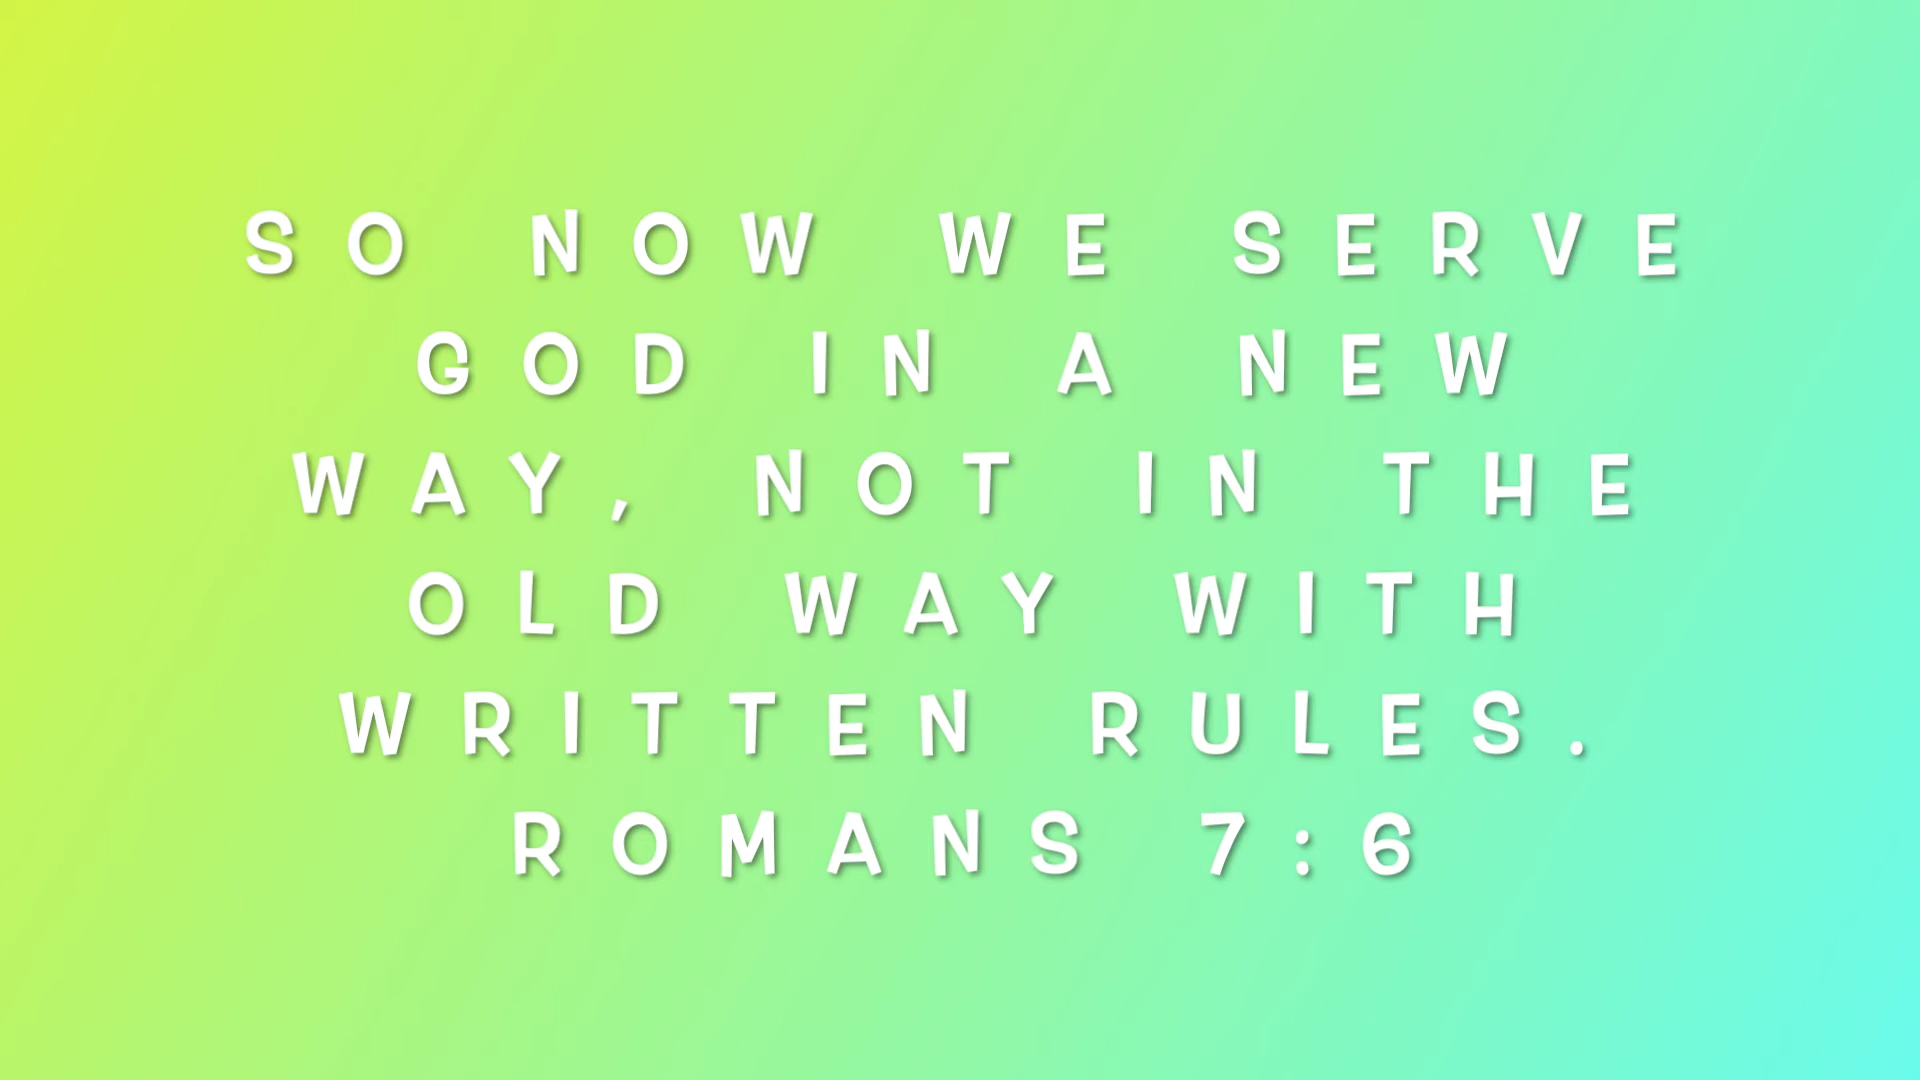 SO NOW WE SERVE
GOD IN A NEW
WAY, NOT IN THE
OLD WAY WITH
WRITTEN RULES.
ROMANS 7:6